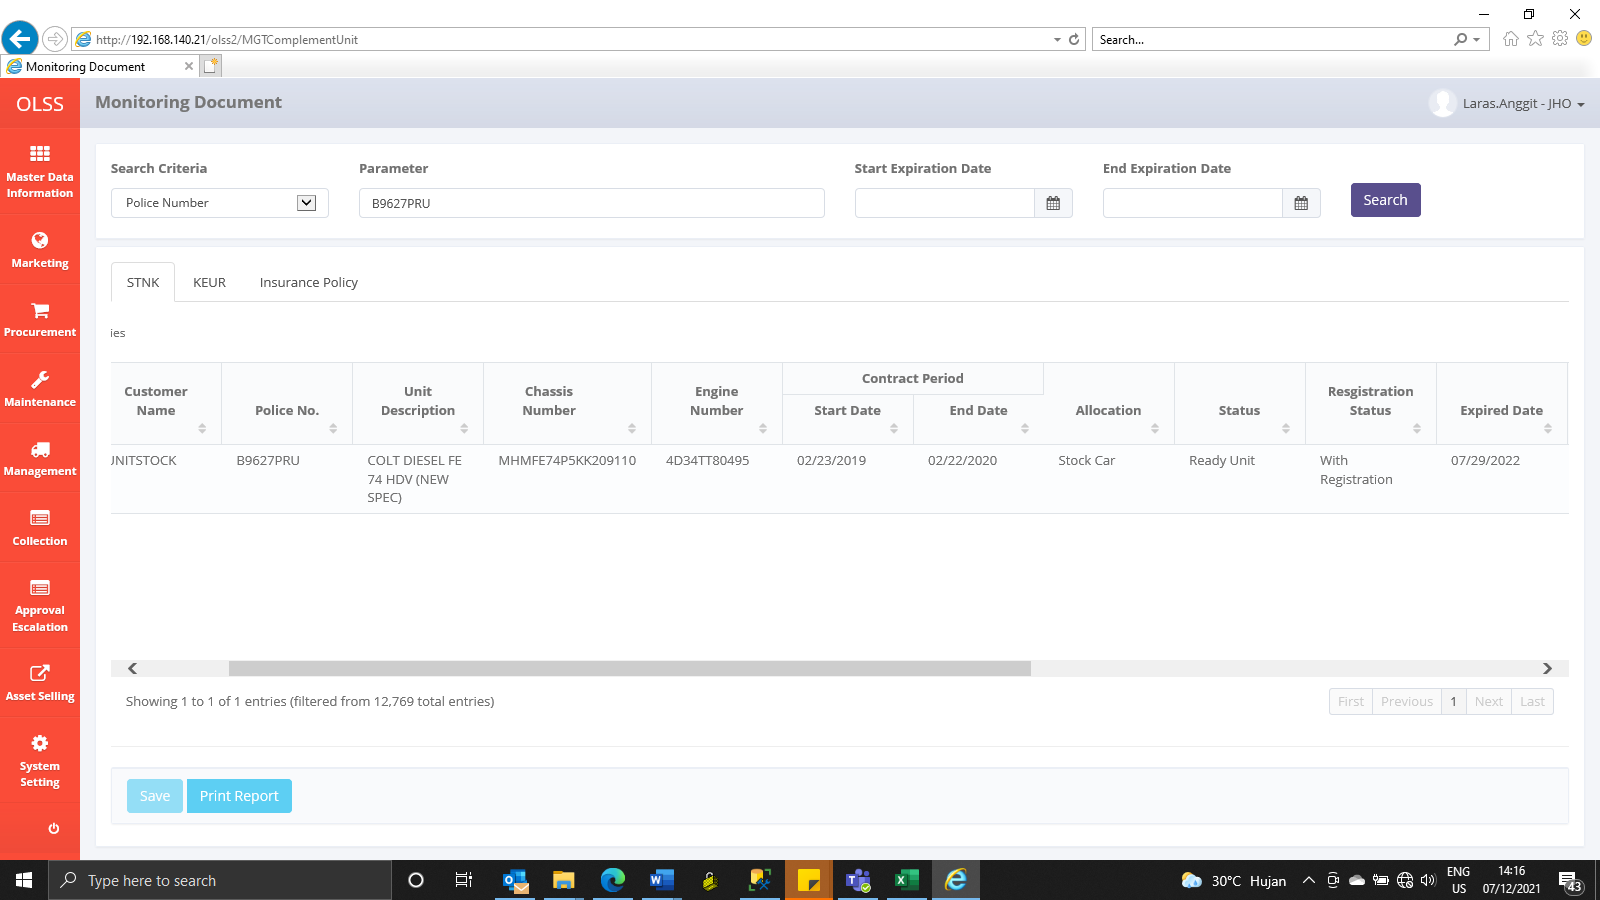 http://192.168.140.21/olss2/MGTComplementUnit
Search...
Monitoring Document
OLSS
Monitoring Document
Laras.Anggit - JHO
Master Data
Information
Marketing
Procurement
Maintenance
Management
Collection
Approval
Escalation
Asset Selling
System
Setting
Search Criteria
Parameter
Start Expiration Date
End Expiration Date
Police Number
B9627PRU
Search
STNK
KEUR
Insurance Policy
ies
Customer
Name
Police No.
Unit
Description
Chassis
Number
Engine
Number
Contract Period
Start Date
End Date
Allocation
Status
Resgistration
Status
Expired Date
UNITSTOCK
B9627PRU
COLT DIESEL FE
74 HDV (NEW
SPEC)
MHMFE74P5KK209110
4D34TT80495
02/23/2019
02/22/2020
Stock Car
Ready Unit
With
Registration
07/29/2022
Showing 1 to 1 of 1 entries (filtered from 12,769 total entries)
First
Previous
1
Next
Last
Save
Print Report
Type here to search
30°C Hujan
ENG
US
14:16
07/12/2021
43